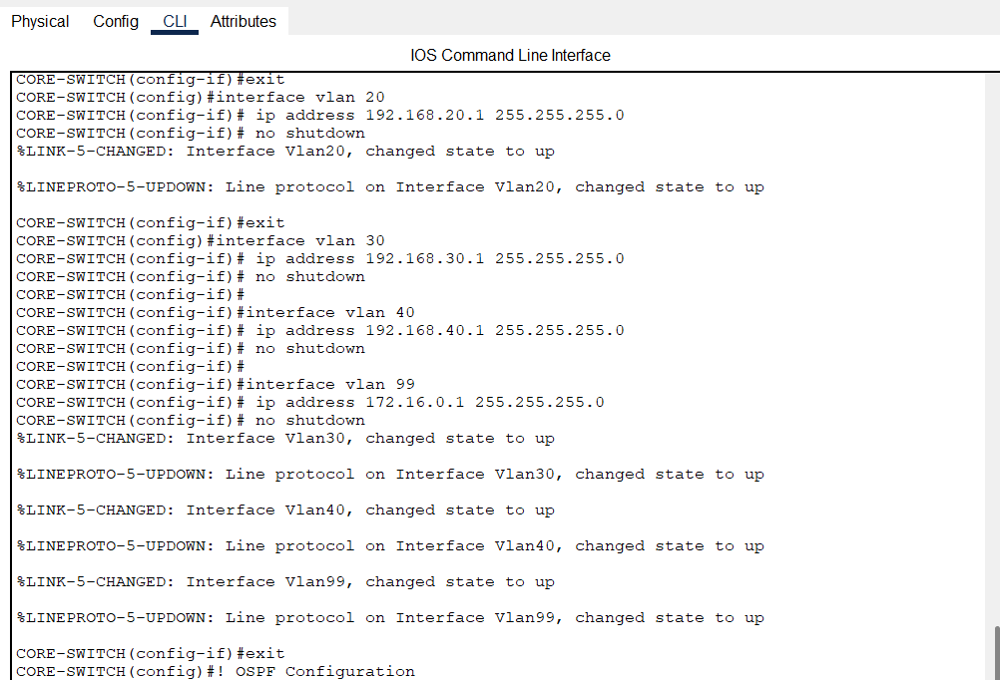 Physical Config CLI Attributes
IOS Command Line Interface
CORE-SWITCH(config-if)#exit
CORE-SWITCH(config)#interface vlan 20
CORE-SWITCH(config-if)# ip address 192.168.20.1 255.255.255.0
CORE-SWITCH(config-if)# no shutdown
%LINK-5-CHANGED: Interface Vlan20, changed state to up
%LINEPROTO-5-UPDOWN: Line protocol on Interface Vlan20, changed state to up
CORE-SWITCH(config-if)#exit
CORE-SWITCH(config)#interface vlan 30
CORE-SWITCH(config-if)# ip address 192.168.30.1 255.255.255.0
CORE-SWITCH(config-if)# no shutdown
CORE-SWITCH(config-if)#
CORE-SWITCH(config-if)#interface vlan 40
CORE-SWITCH(config-if)# ip address 192.168.40.1 255.255.255.0
CORE-SWITCH(config-if)# no shutdown
CORE-SWITCH(config-if)#
CORE-SWITCH(config-if)#interface vlan 99
CORE-SWITCH(config-if)# ip address 172.16.0.1 255.255.255.0
CORE-SWITCH(config-if)# no shutdown
%LINK-5-CHANGED: Interface Vlan30, changed state to up
%LINEPROTO-5-UPDOWN: Line protocol on Interface Vlan30, changed state to up
%LINK-5-CHANGED: Interface Vlan40, changed state to up
%LINEPROTO-5-UPDOWN: Line protocol on Interface Vlan40, changed state to up
%LINK-5-CHANGED: Interface Vlan99, changed state to up
%LINEPROTO-5-UPDOWN: Line protocol on Interface Vlan99, changed state to up
CORE-SWITCH(config-if)#exit
CORE-SWITCH(config)#! OSPF Configuration